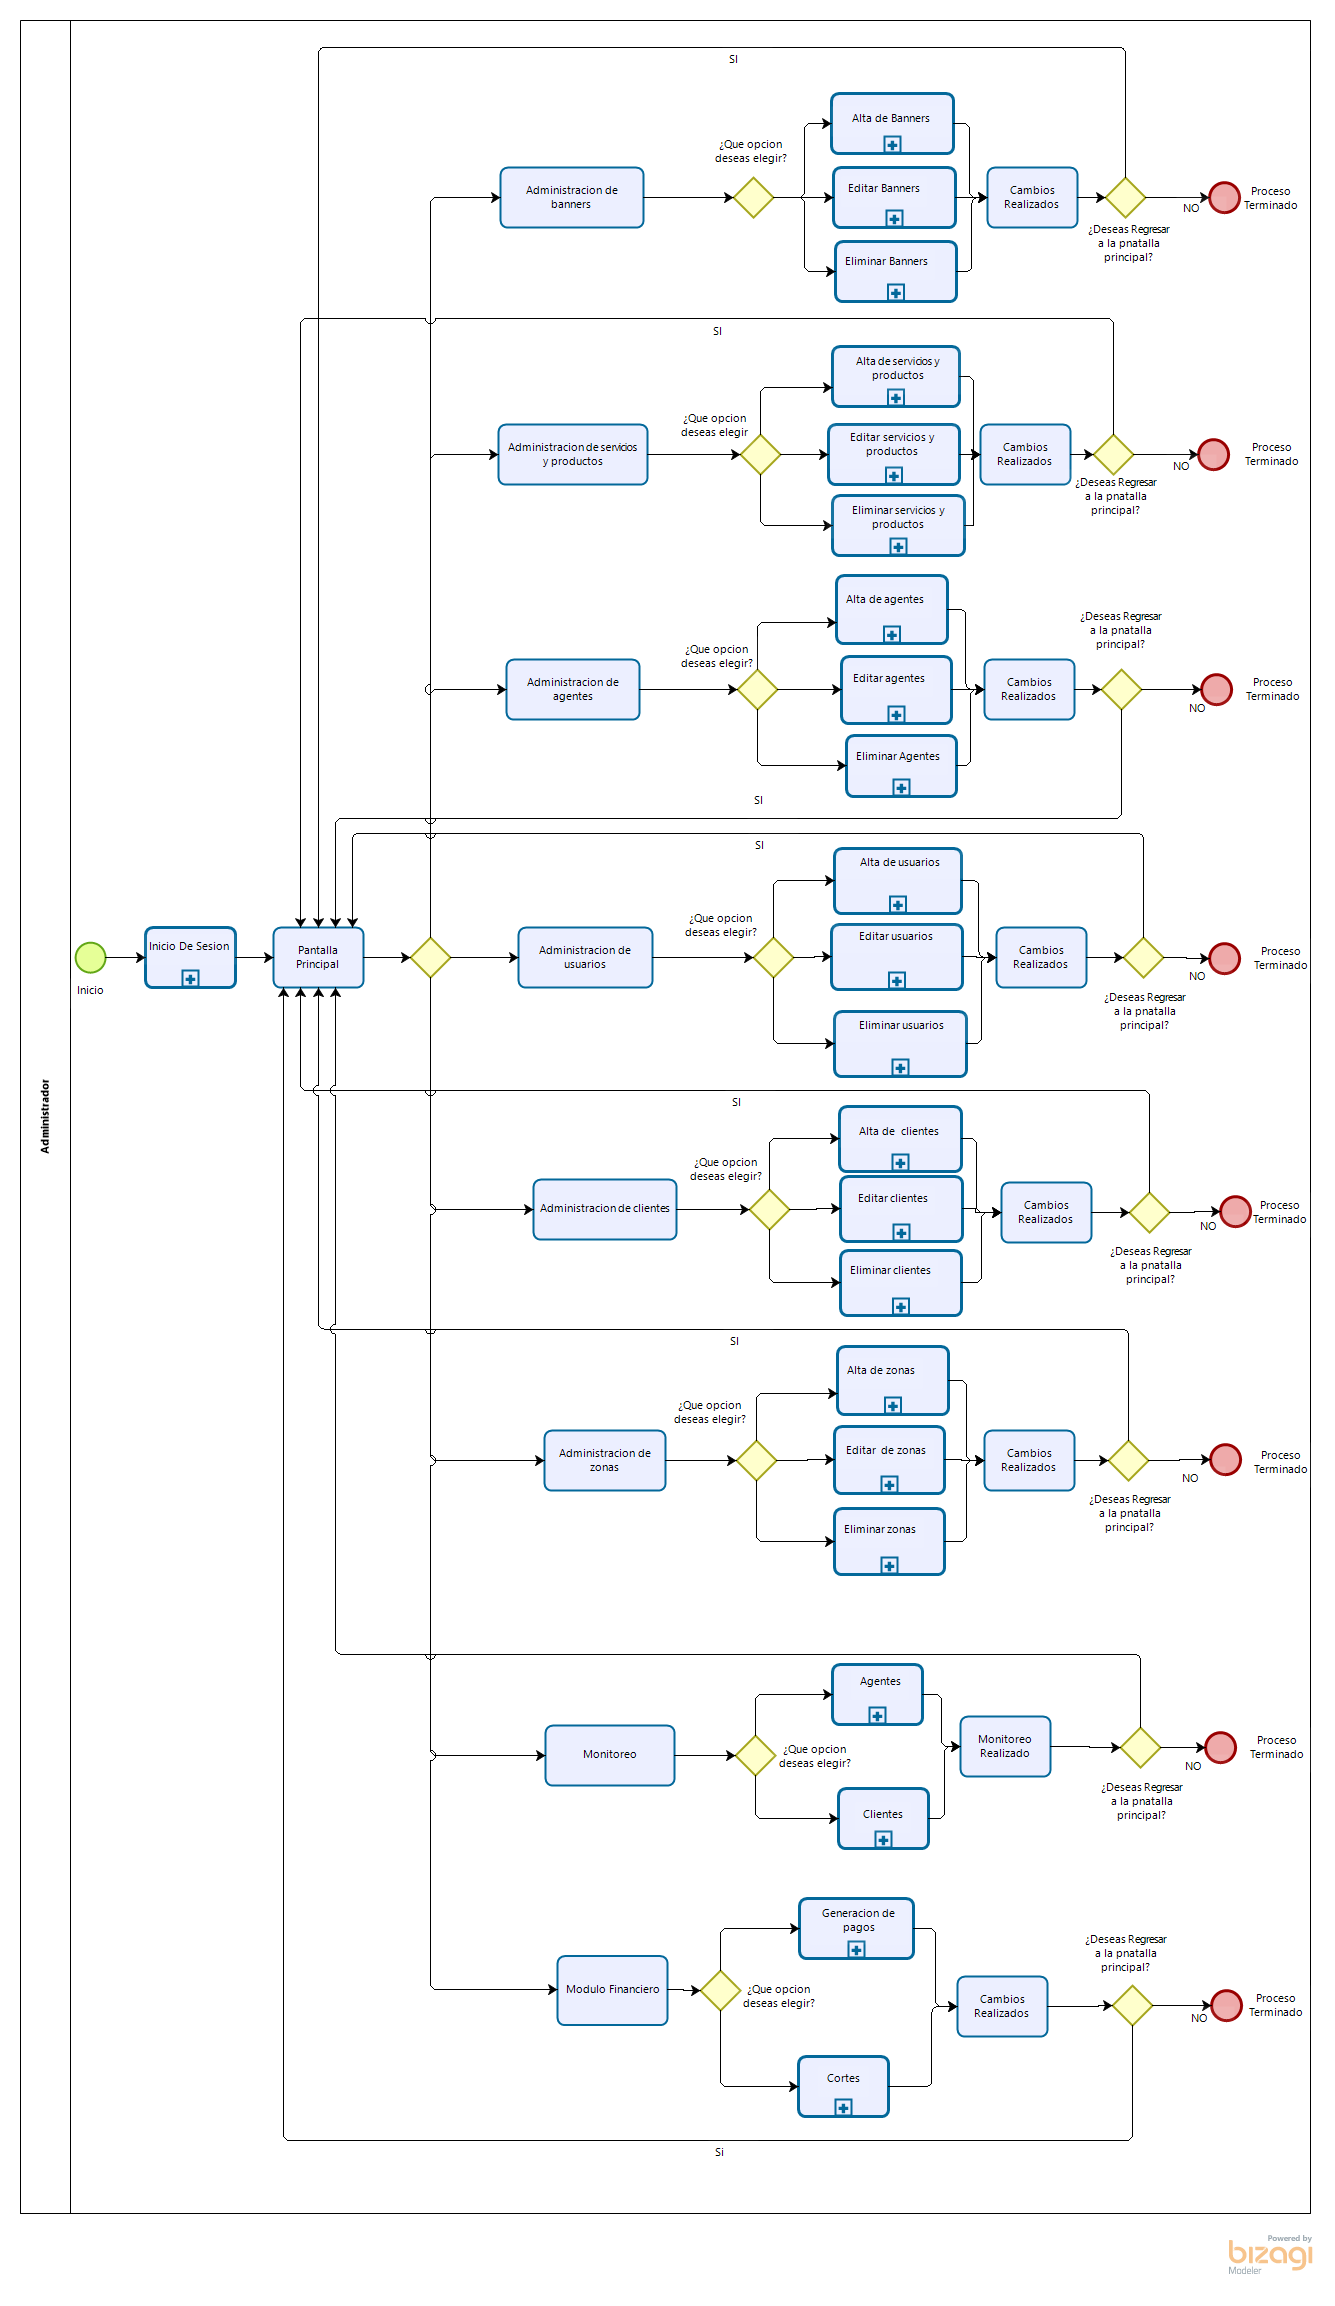 SI
Alta de Banners
¿Que opcion
deseas elegir?
Administracion de
banners
Editar Banners
Cambios
Realizados
NO
Proceso
Terminado
¿Deseas Regresar
a la pnatalla
principal?
Eliminar Banners
SI
Alta de servicios y
productos
¿Que opcion
deseas elegir
Administracion de servicios
y productos
Editar servicios y
productos
Cambios
Realizados
NO
Proceso
Terminado
¿Deseas Regresar
a la pnatalla
principal?
Eliminar servicios y
productos
Alta de agentes
¿Deseas Regresar
a la pnatalla
principal?
¿Que opcion
deseas elegir?
Administracion de
agentes
Editar agentes
Cambios
Realizados
NO
Proceso
Terminado
Eliminar Agentes
SI
SI
Alta de usuarios
¿Que opcion
deseas elegir?
Inicio
Inicio De Sesion
Pantalla
Principal
Administracion de
usuarios
Editar usuarios
Cambios
Realizados
NO
Proceso
Terminado
¿Deseas Regresar
a la pnatalla
principal?
Eliminar usuarios
Administrador
SI
Alta de  clientes
¿Que opcion
deseas elegir?
Administracion de clientes
Editar clientes
Cambios
Realizados
NO
Proceso
Terminado
¿Deseas Regresar
a la pnatalla
principal?
Eliminar clientes
SI
Alta de zonas
¿Que opcion
deseas elegir?
Administracion de
zonas
Editar  de zonas
Cambios
Realizados
NO
Proceso
Terminado
¿Deseas Regresar
a la pnatalla
principal?
Eliminar zonas
Agentes
Monitoreo
¿Que opcion
deseas elegir?
Monitoreo
Realizado
NO
Proceso
Terminado
¿Deseas Regresar
a la pnatalla
principal?
Clientes
Generacion de
pagos
¿Deseas Regresar
a la pnatalla
principal?
Modulo Financiero
¿Que opcion
deseas elegir?
Cambios
Realizados
NO
Proceso
Terminado
Cortes
Si
Powered by
bizagi
Modeler